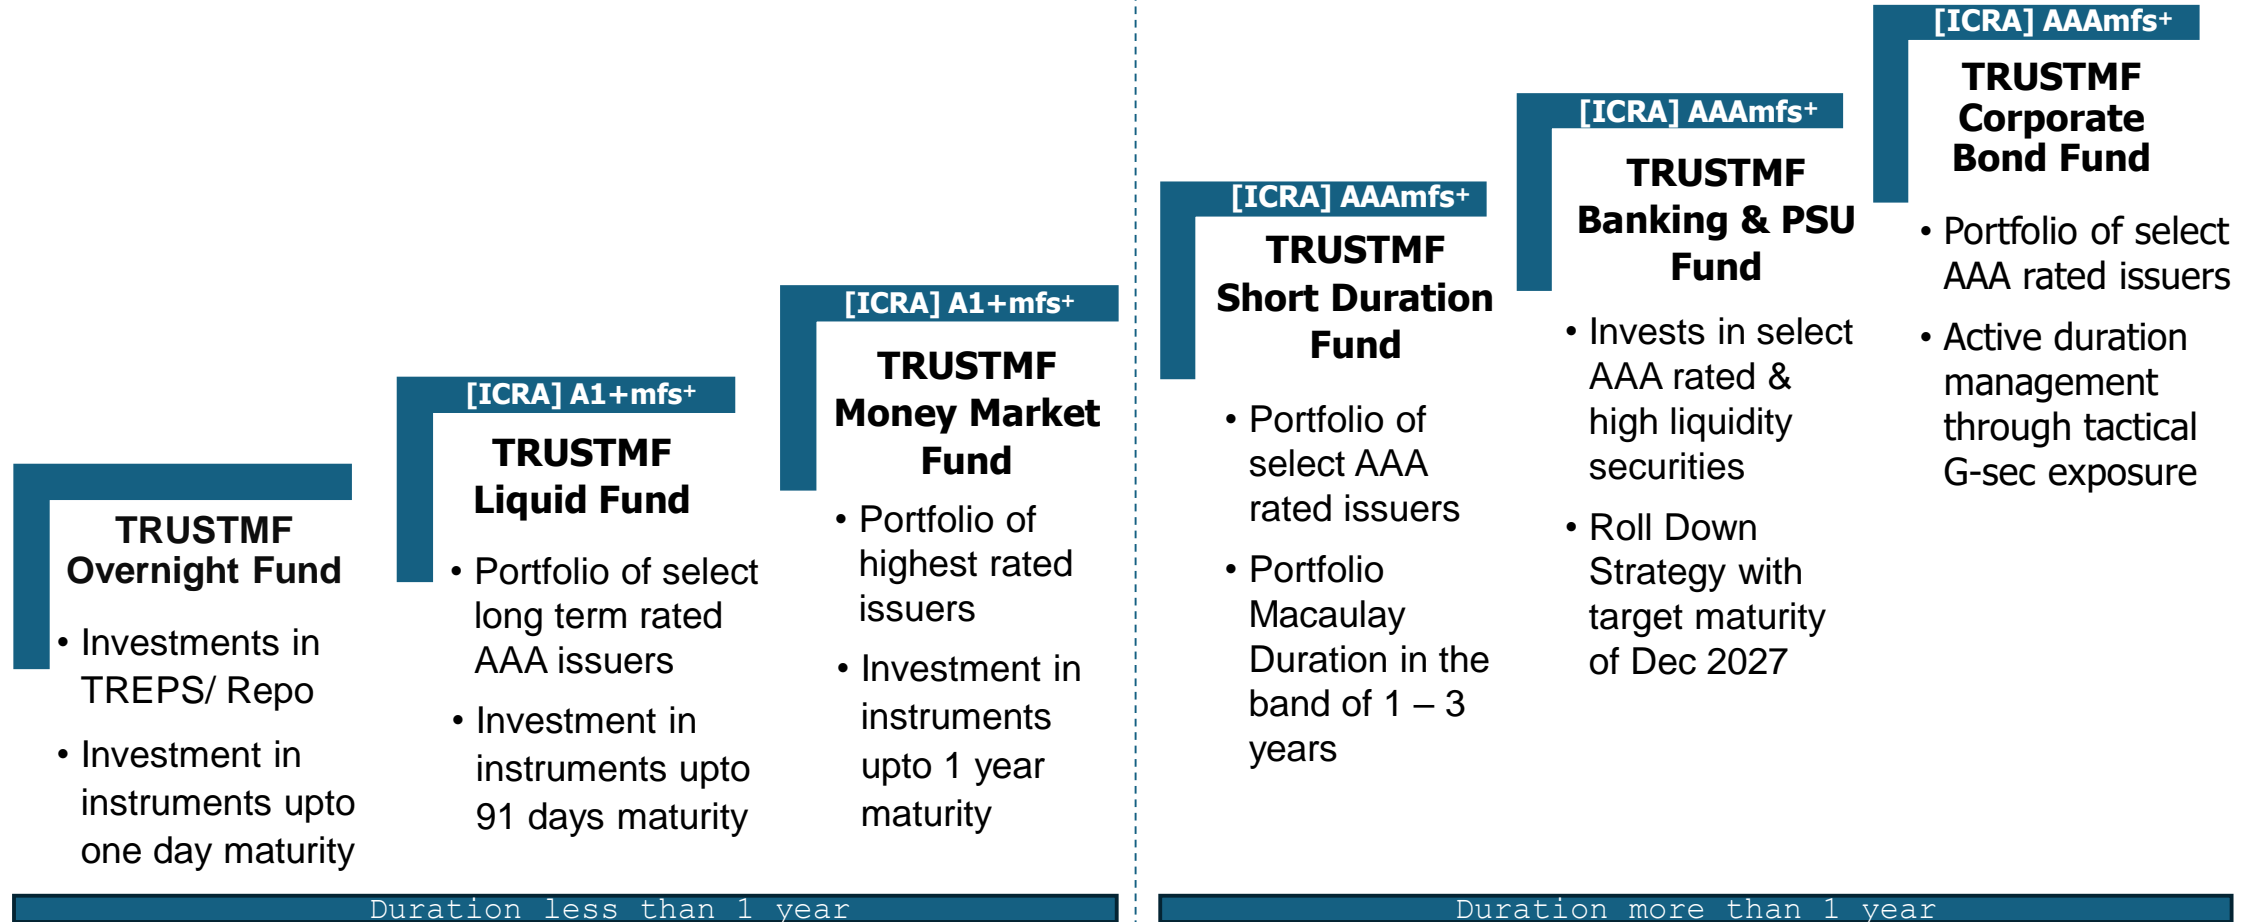 TRUSTMF
Overnight Fund
• Investments in
TREPS/ Repo
• Investment in
instruments upto
one day maturity
[ICRA] A1+mfs+
TRUSTMF
Liquid Fund
• Portfolio of select
long term rated
AAA issuers
• Investment in
instruments upto
91 days maturity
[ICRA] A1+mfs+
TRUSTMF
Money Market
Fund
• Portfolio of
highest rated
issuers
• Investment in
instruments
upto 1 year
maturity
Duration less than 1 year
[ICRA] AAAmfs+
TRUSTMF
Short Duration
Fund
• Portfolio of
select AAA
rated issuers
• Portfolio
Macaulay
Duration in the
band of 1 – 3
years
[ICRA] AAAmfs+
TRUSTMF
Banking & PSU
Fund
• Invests in select
AAA rated &
high liquidity
securities
• Roll Down
Strategy with
target maturity
of Dec 2027
[ICRA] AAAmfs+
TRUSTMF
Corporate
Bond Fund
• Portfolio of select
AAA rated issuers
• Active duration
management
through tactical
G-sec exposure
Duration more than 1 year